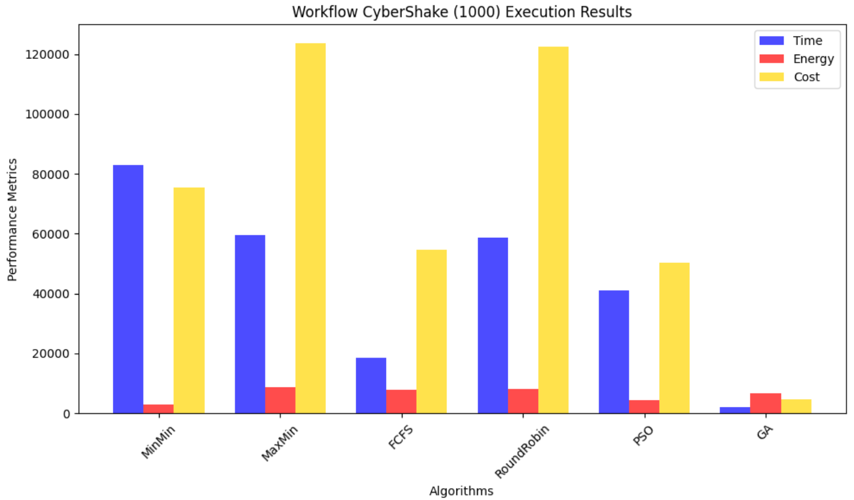 Workflow CyberShake (1000) Execution Results
Time
Energy
Cost
Performance Metrics
120000
100000
80000
60000
40000
20000
0
MinMin
MaxMin
FCFS
RoundRobin
PSO
GA
Algorithms